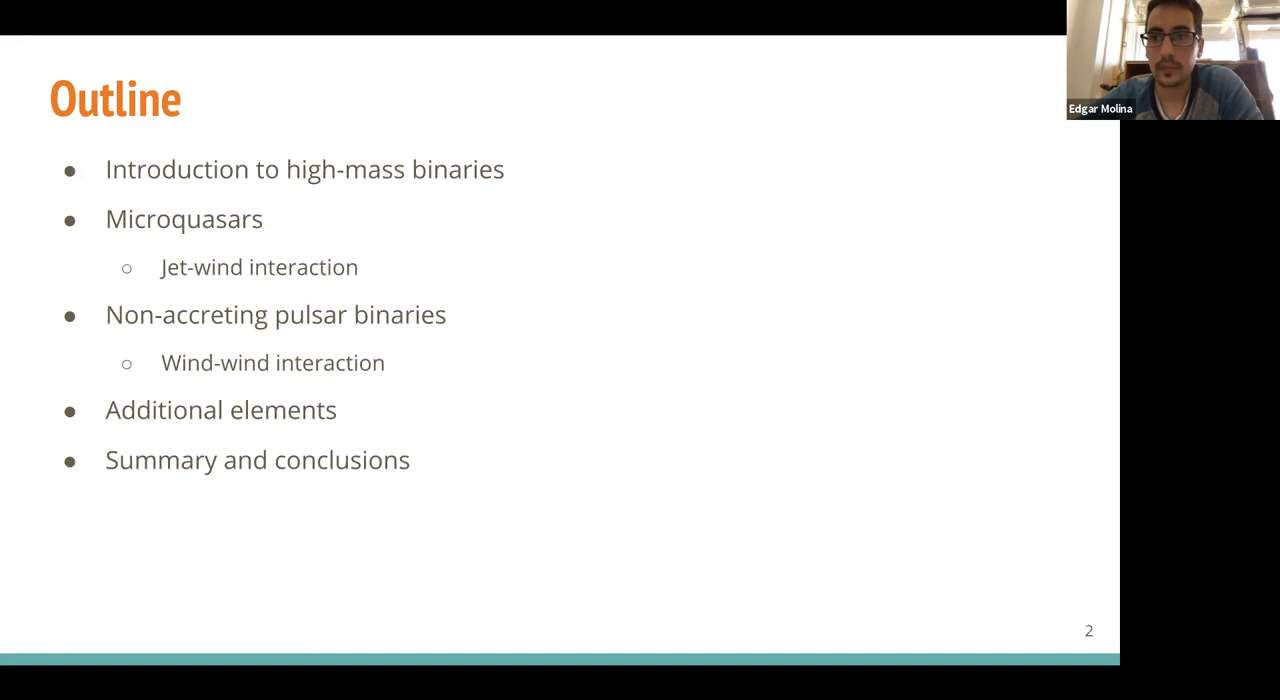 Outline
● Introduction to high-mass binaries
● Microquasars
○ Jet-wind interaction
● Non-accreting pulsar binaries
○ Wind-wind interaction
● Additional elements
● Summary and conclusions
2
Edgar Molina